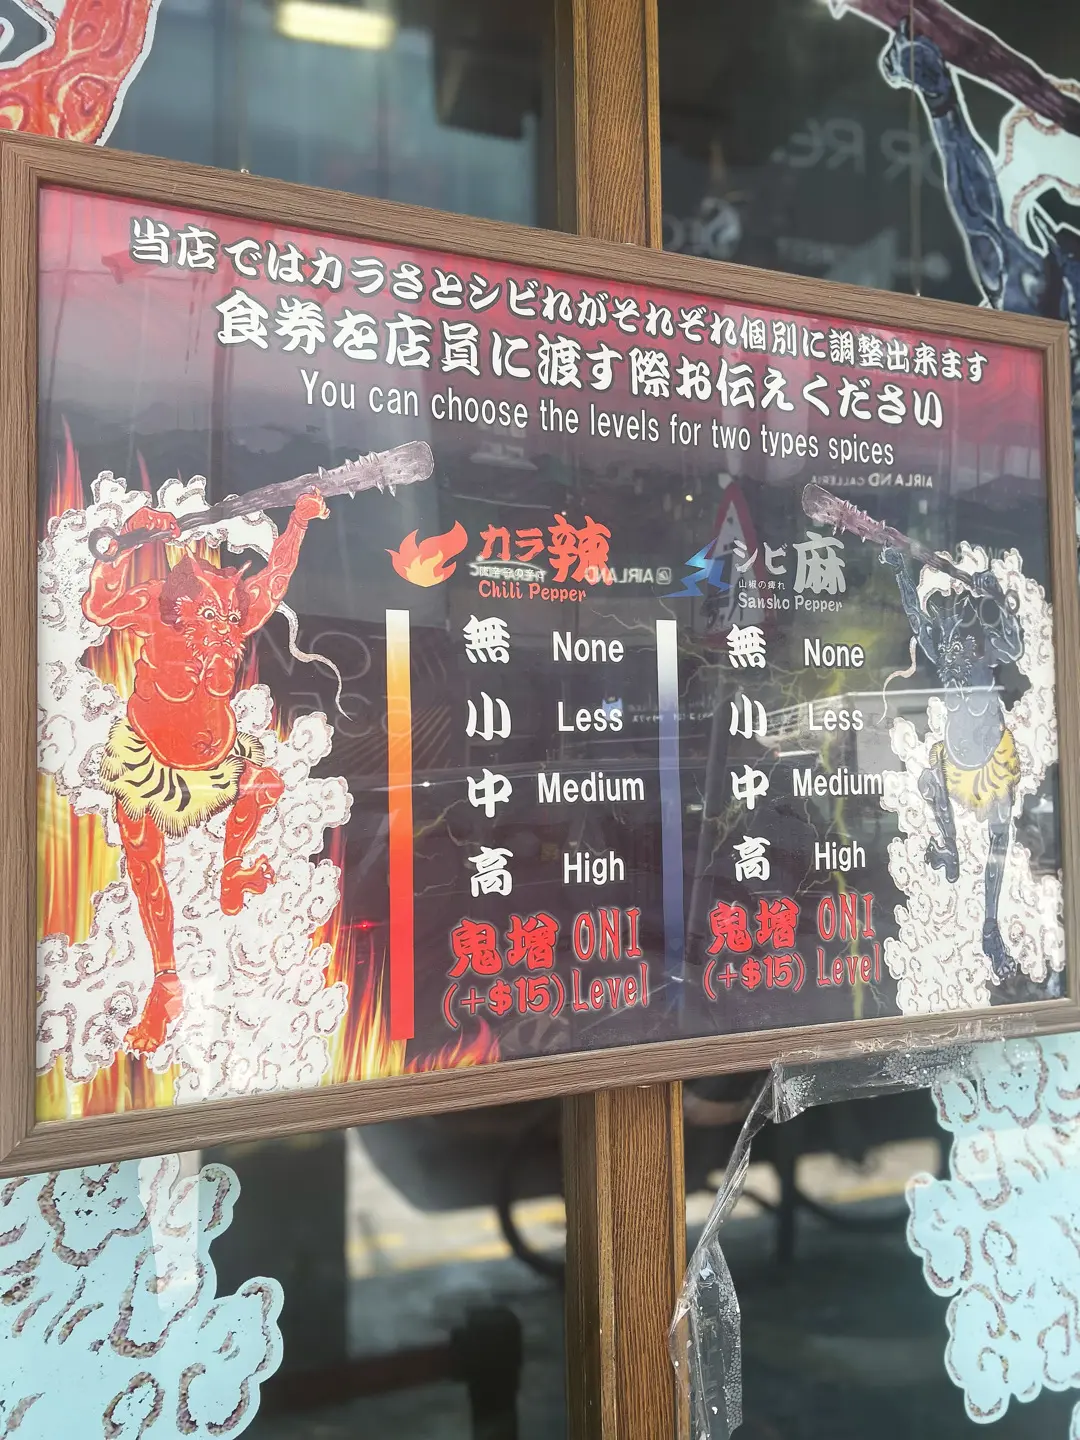 当店ではカラさとシビれがそれぞれ個別に調整出来ます
食券を店員に渡す際お伝えください
You can choose the levels for two types spices
カラ辣
Chili Pepper
無 None
小 Less
中 Medium
高 High
鬼増 ONI
(+$15) Level
シビ麻
山椒の痺れ
Sansho Pepper
無 None
小 Less
中 Medium
高 High
鬼増 ONI
(+$15) Level
AIRLAND
AIRLAND